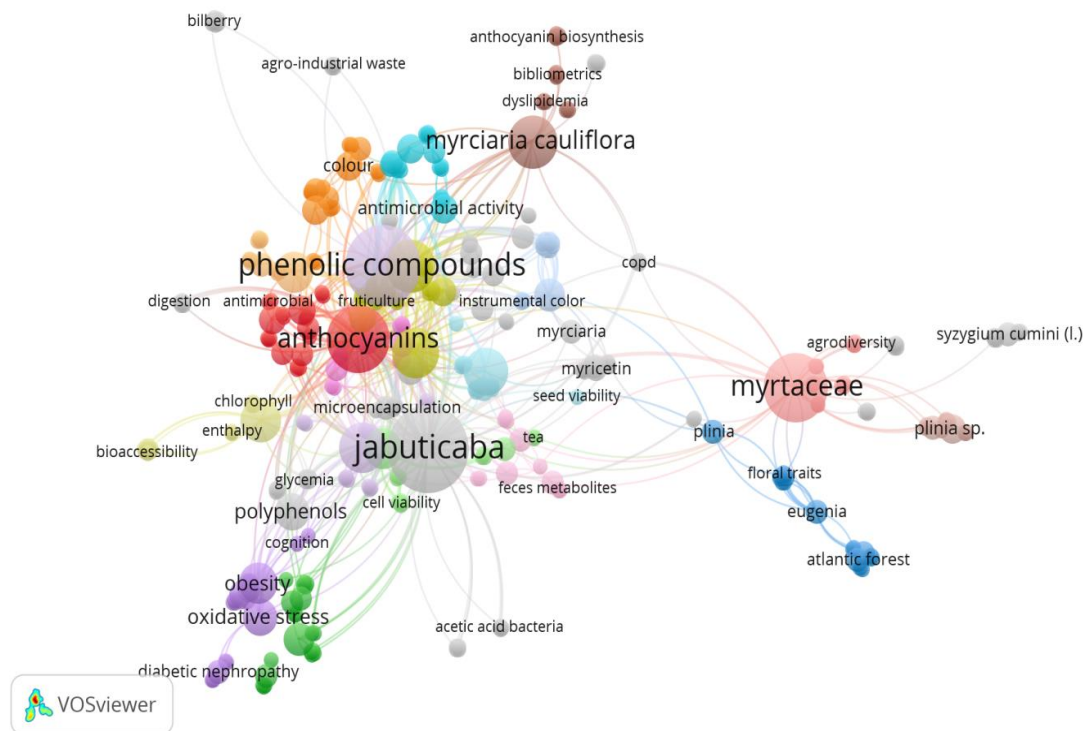 bilberry
anthocyanin biosynthesis
agro-industrial waste
bibliometrics
dyslipidemia
myrciaria cauliflora
colour
antimicrobial activity
phenolic compounds
copd
digestion
antimicrobial
fruticulture
instrumental color
anthocyanins
myrciaria
agrodiversity
syzygium cumini (l.)
myricetin
myrtaceae
chlorophyll
microencapsulation
seed viability
enthalpy
plinia
plinia sp.
bioaccessibility
jabuticaba
tea
glycemia
feces metabolites
floral traits
cell viability
polyphenols
eugenia
cognition
atlantic forest
obesity
oxidative stress
acetic acid bacteria
diabetic nephropathy
VOSviewer